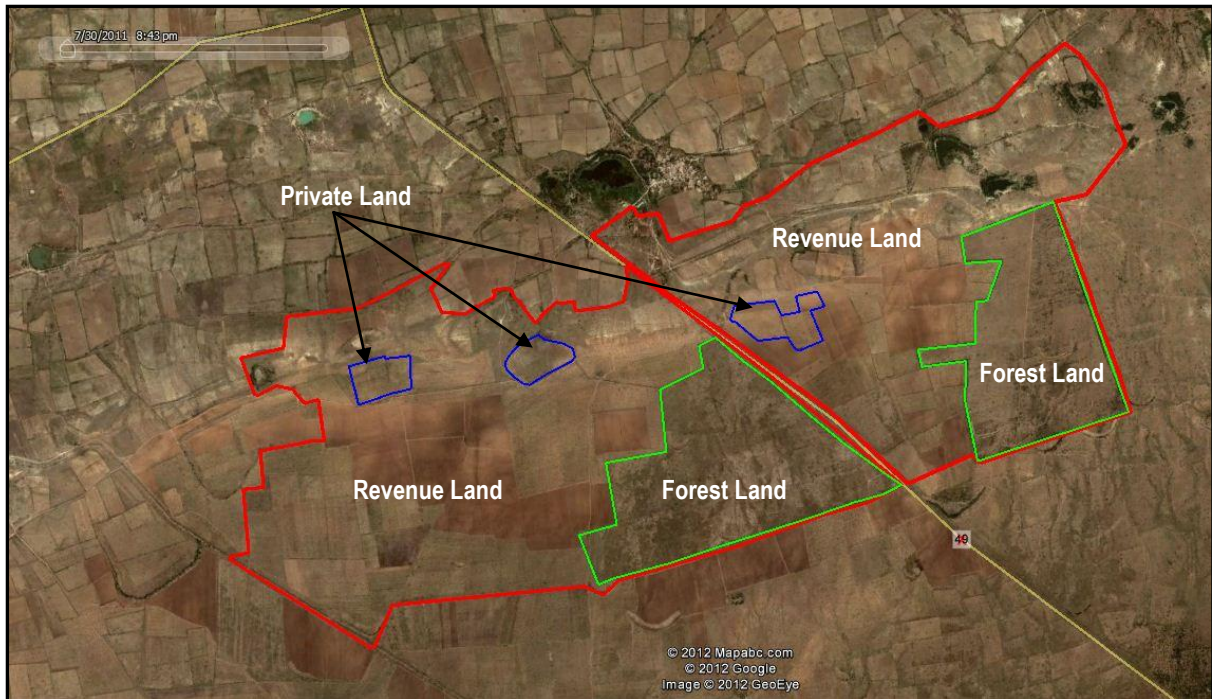 7/30/2011 8:43 pm
Private Land
Revenue Land
Forest Land
Revenue Land
Forest Land
49
© 2012 Mapabc.com
© 2012 Google
Image © 2012 GeoEye